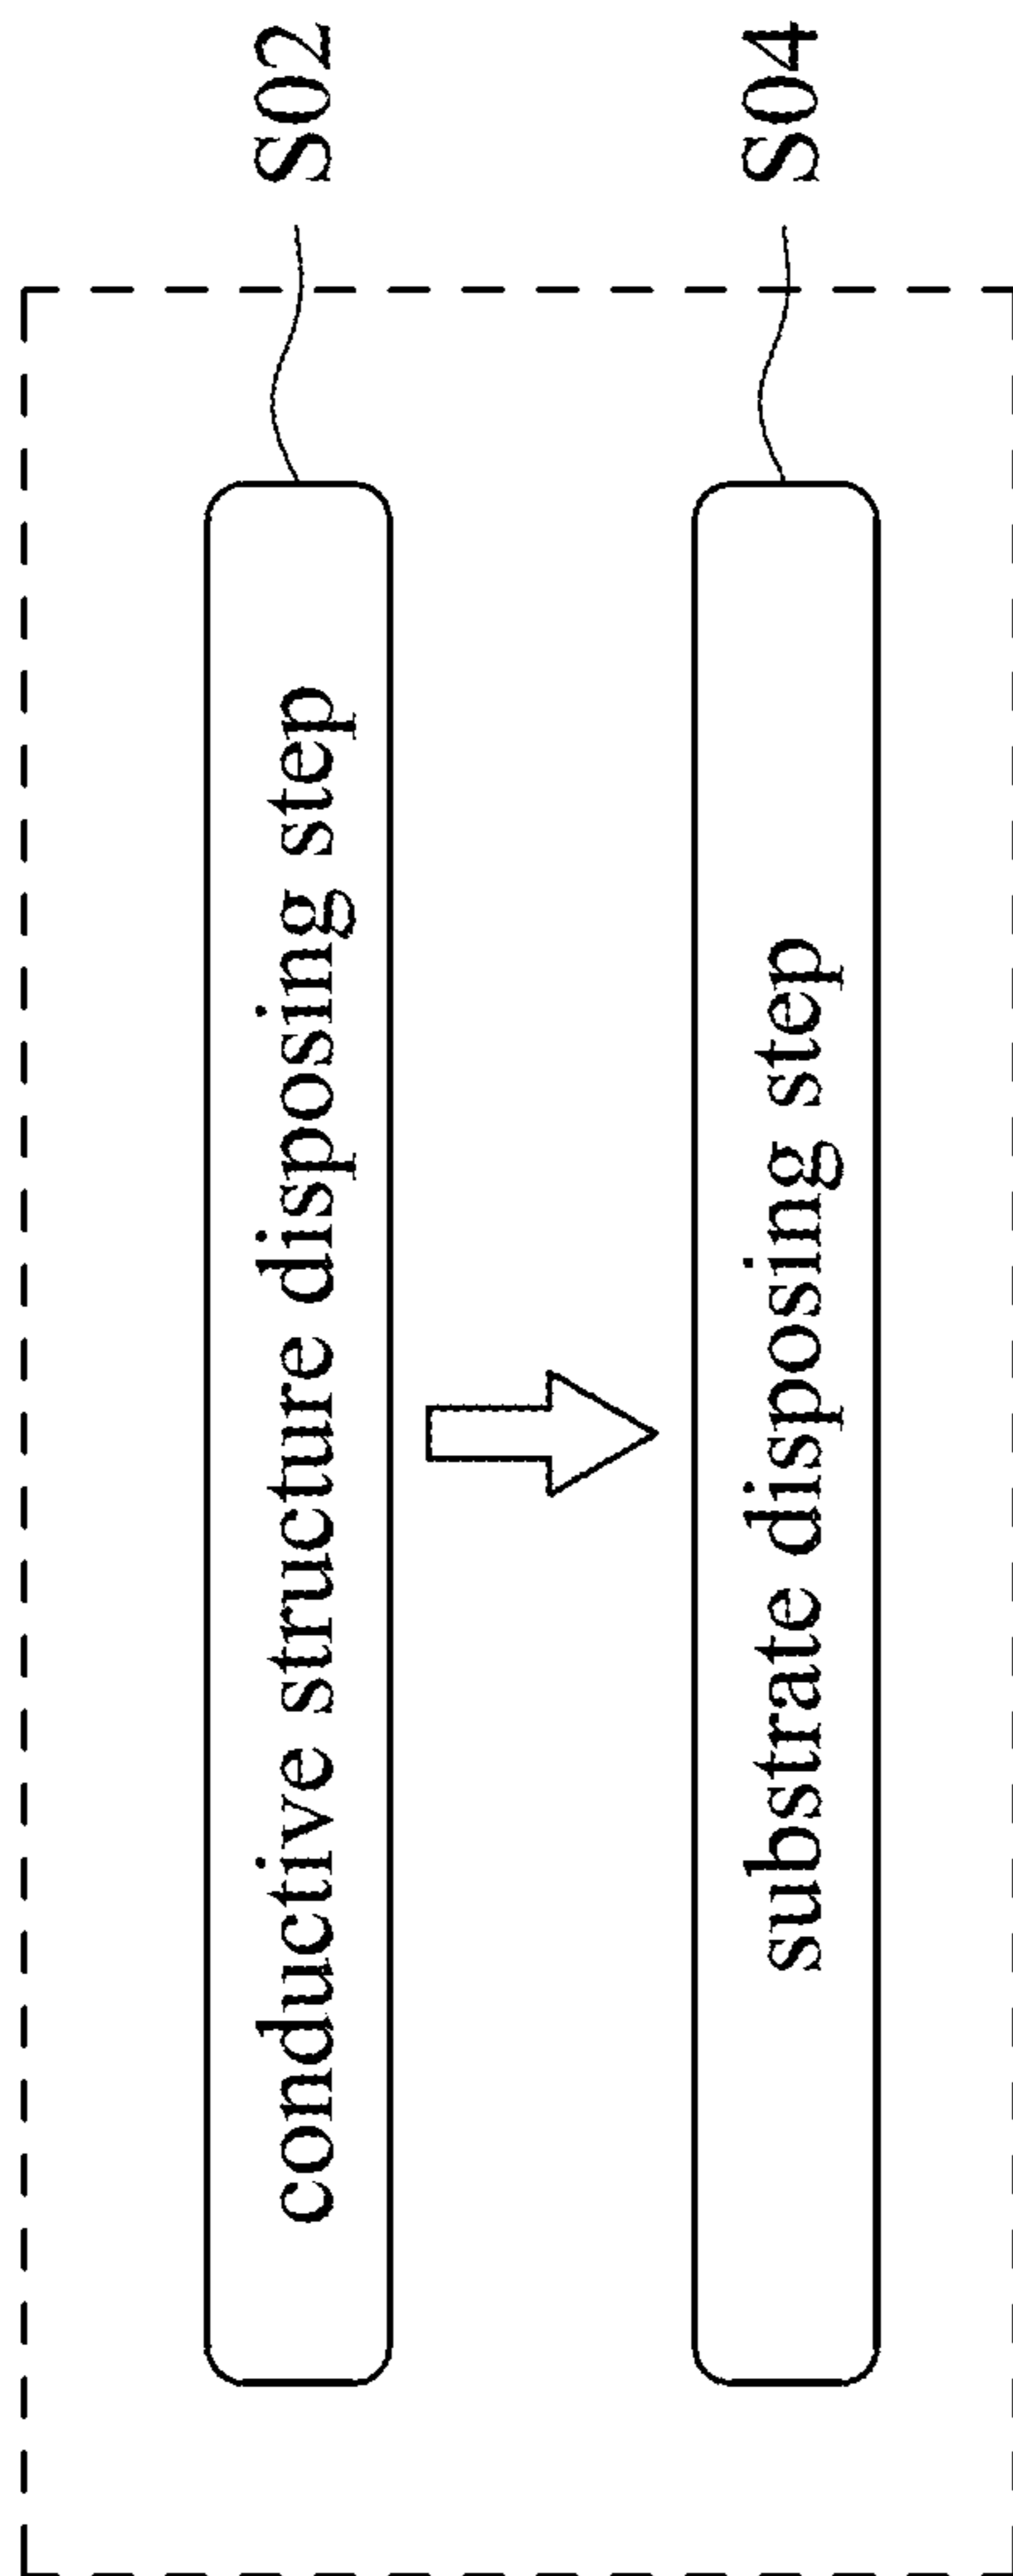 conductive structure disposing step
S02
substrate disposing step
S04